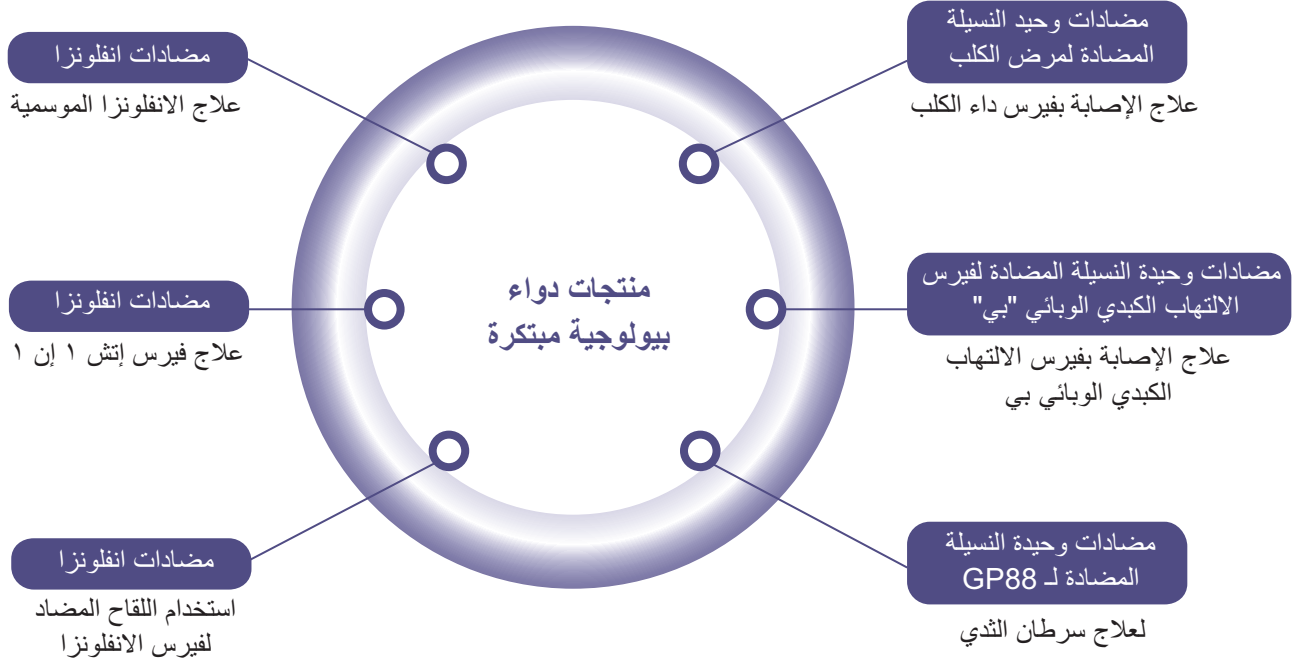 مضادات وحيد النسيلة
المضادة لمرض الكلب
علاج الإصابة بفيرس داء الكلب
مضادات وحيدة النسيلة المضادة لفيرس
الالتهاب الكبدي الوبائي "بي"
علاج الإصابة بفيرس الالتهاب
الكبدي الوبائي بي
مضادات وحيدة النسيلة
المضادة لـ GP88
لعلاج سرطان الثدي
منتجات دواء
بيولوجية مبتكرة
مضادات انفلونزا
علاج الانفلونزا الموسمية
مضادات انفلونزا
علاج فيرس إتش ١ إن ١
مضادات انفلونزا
استخدام اللقاح المضاد
لفيرس الانفلونزا